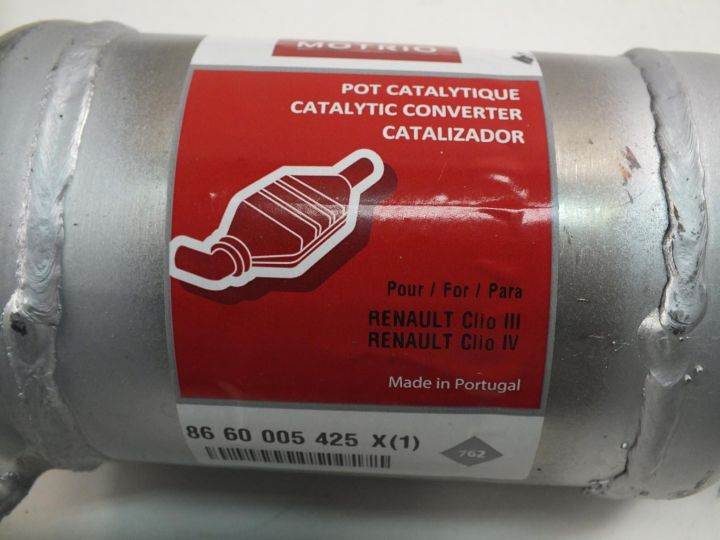 MOTRIO
POT CATALYTIQUE
CATALYTIC CONVERTER
CATALIZADOR
Pour / For / Para
RENAULT Clio III
RENAULT Clio IV
Made in Portugal
86 60 005 425 X(1)
762